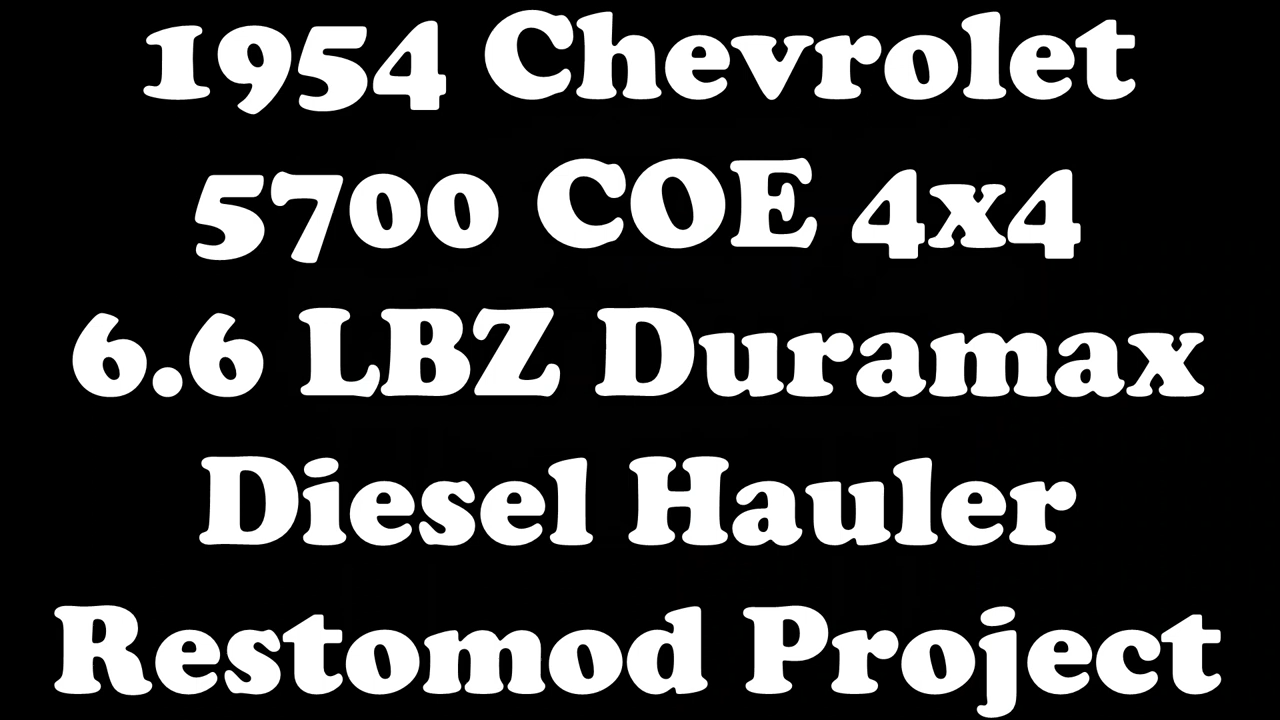 1954 Chevrolet
5700 COE 4x4
6.6 LBZ Duramax
Diesel Hauler
Restomod Project